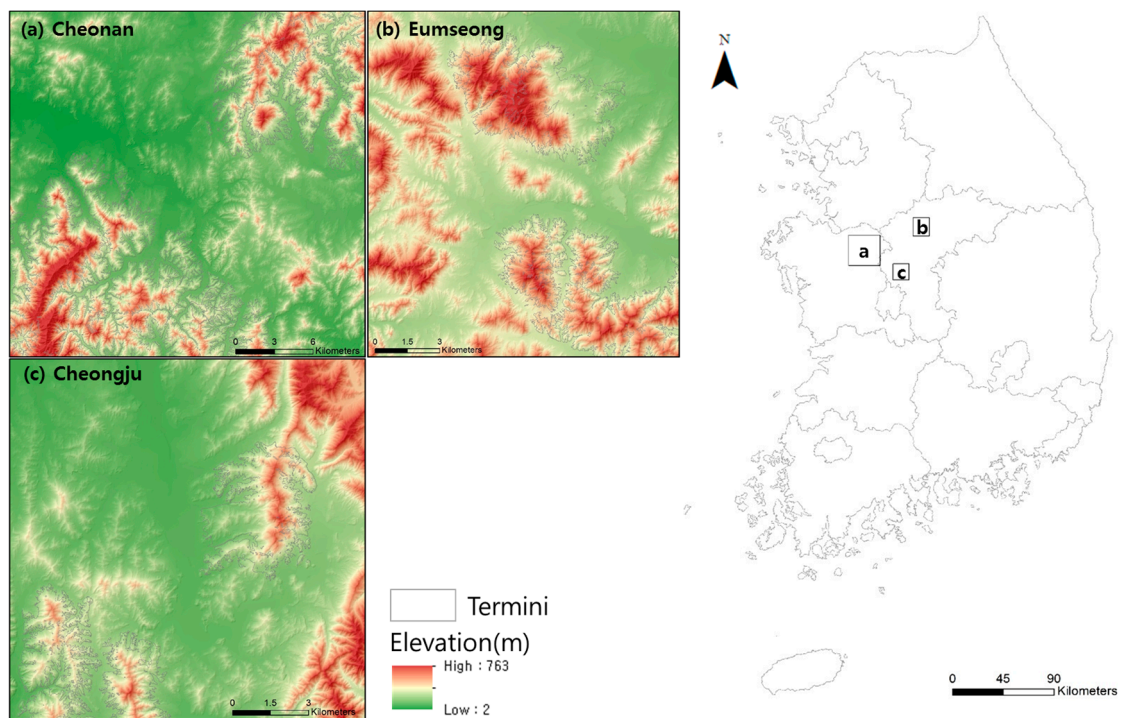 (a) Cheonan
0 3 6
Kilometers
(b) Eumseong
0 1.5 3
Kilometers
(c) Cheongju
0 1.5 3
Kilometers
Termini
Elevation(m)
High : 763
Low : 2
N
a
b
c
0 45 90
Kilometers